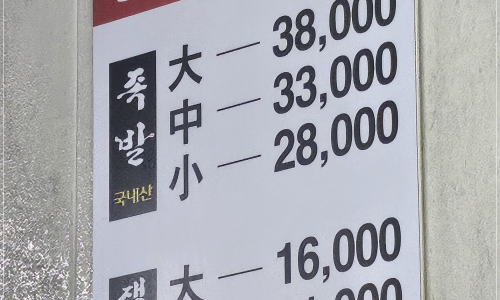 족발
국내산
大 — 38,000
中 — 33,000
小 — 28,000
大 — 16,000